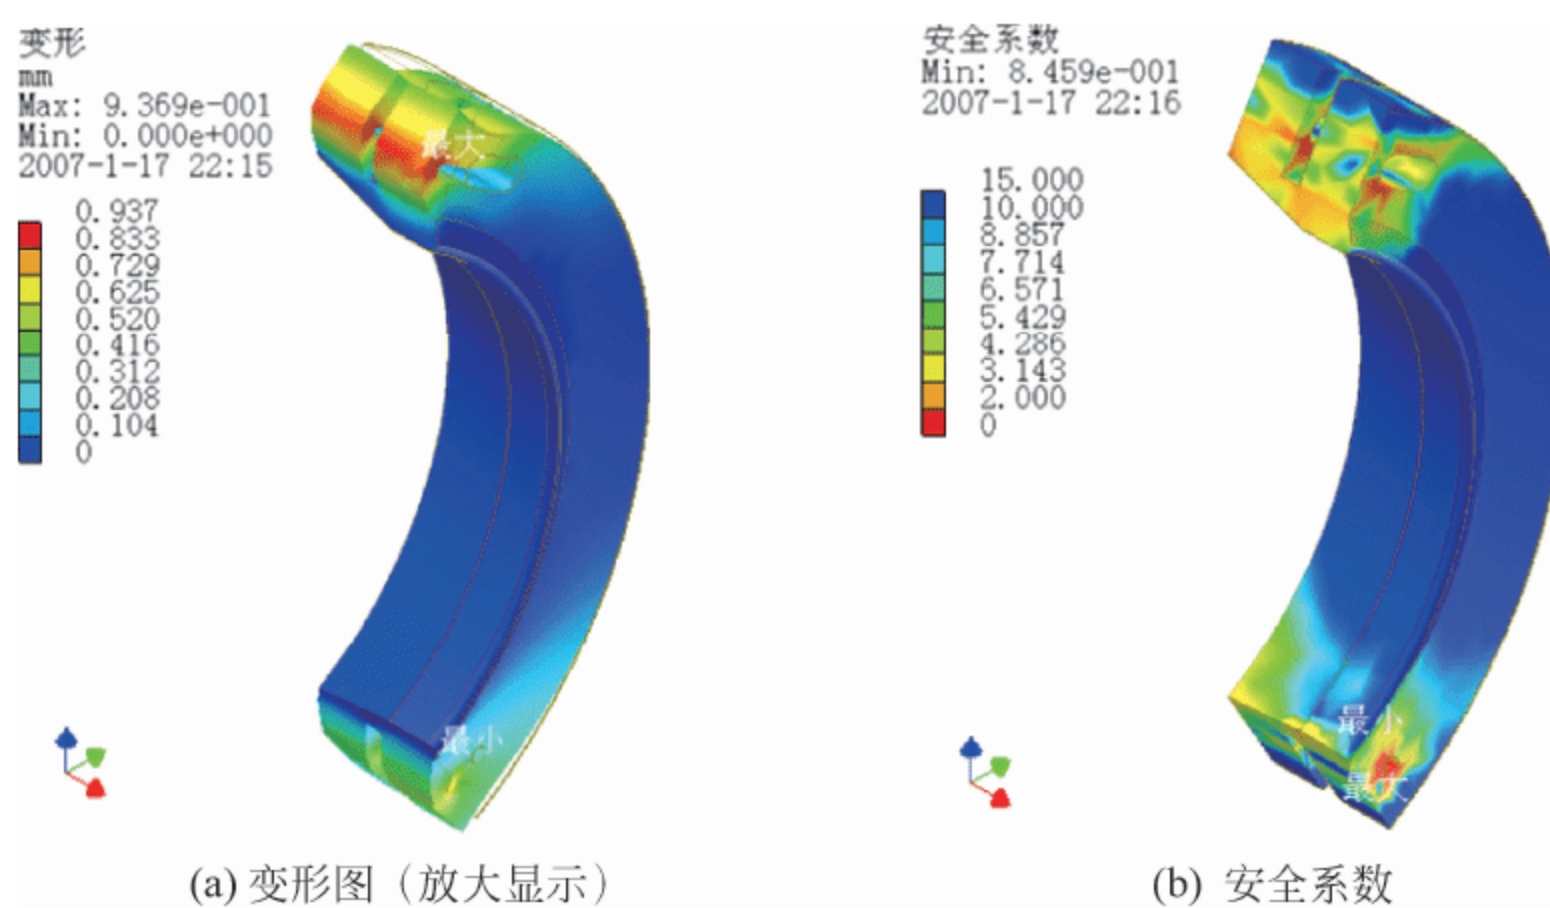 变形
mm
Max: 9.369e-001
Min: 0.000e+000
2007-1-17 22:15
0.937
0.833
0.729
0.625
0.520
0.416
0.312
0.208
0.104
0
最大
最小
(a) 变形图（放大显示）
安全系数
Min: 8.459e-001
2007-1-17 22:16
15.000
10.000
8.857
7.714
6.571
5.429
4.286
3.143
2.000
0
最小
最大
(b) 安全系数